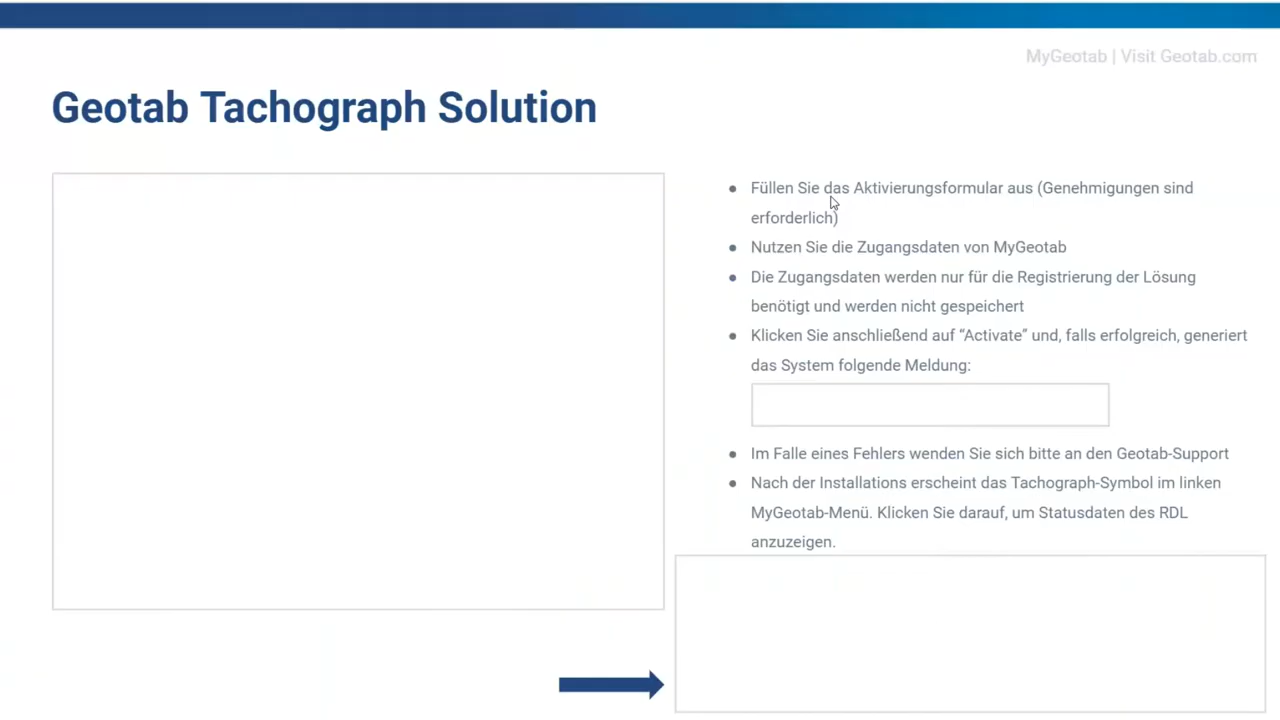 MyGeotab | Visit Geotab.com
Geotab Tachograph Solution
● Füllen Sie das Aktivierungsformular aus (Genehmigungen sind
erforderlich)
● Nutzen Sie die Zugangsdaten von MyGeotab
● Die Zugangsdaten werden nur für die Registrierung der Lösung
benötigt und werden nicht gespeichert
● Klicken Sie anschließend auf “Activate” und, falls erfolgreich, generiert
das System folgende Meldung:
● Im Falle eines Fehlers wenden Sie sich bitte an den Geotab-Support
● Nach der Installations erscheint das Tachograph-Symbol im linken
MyGeotab-Menü. Klicken Sie darauf, um Statusdaten des RDL
anzuzeigen.